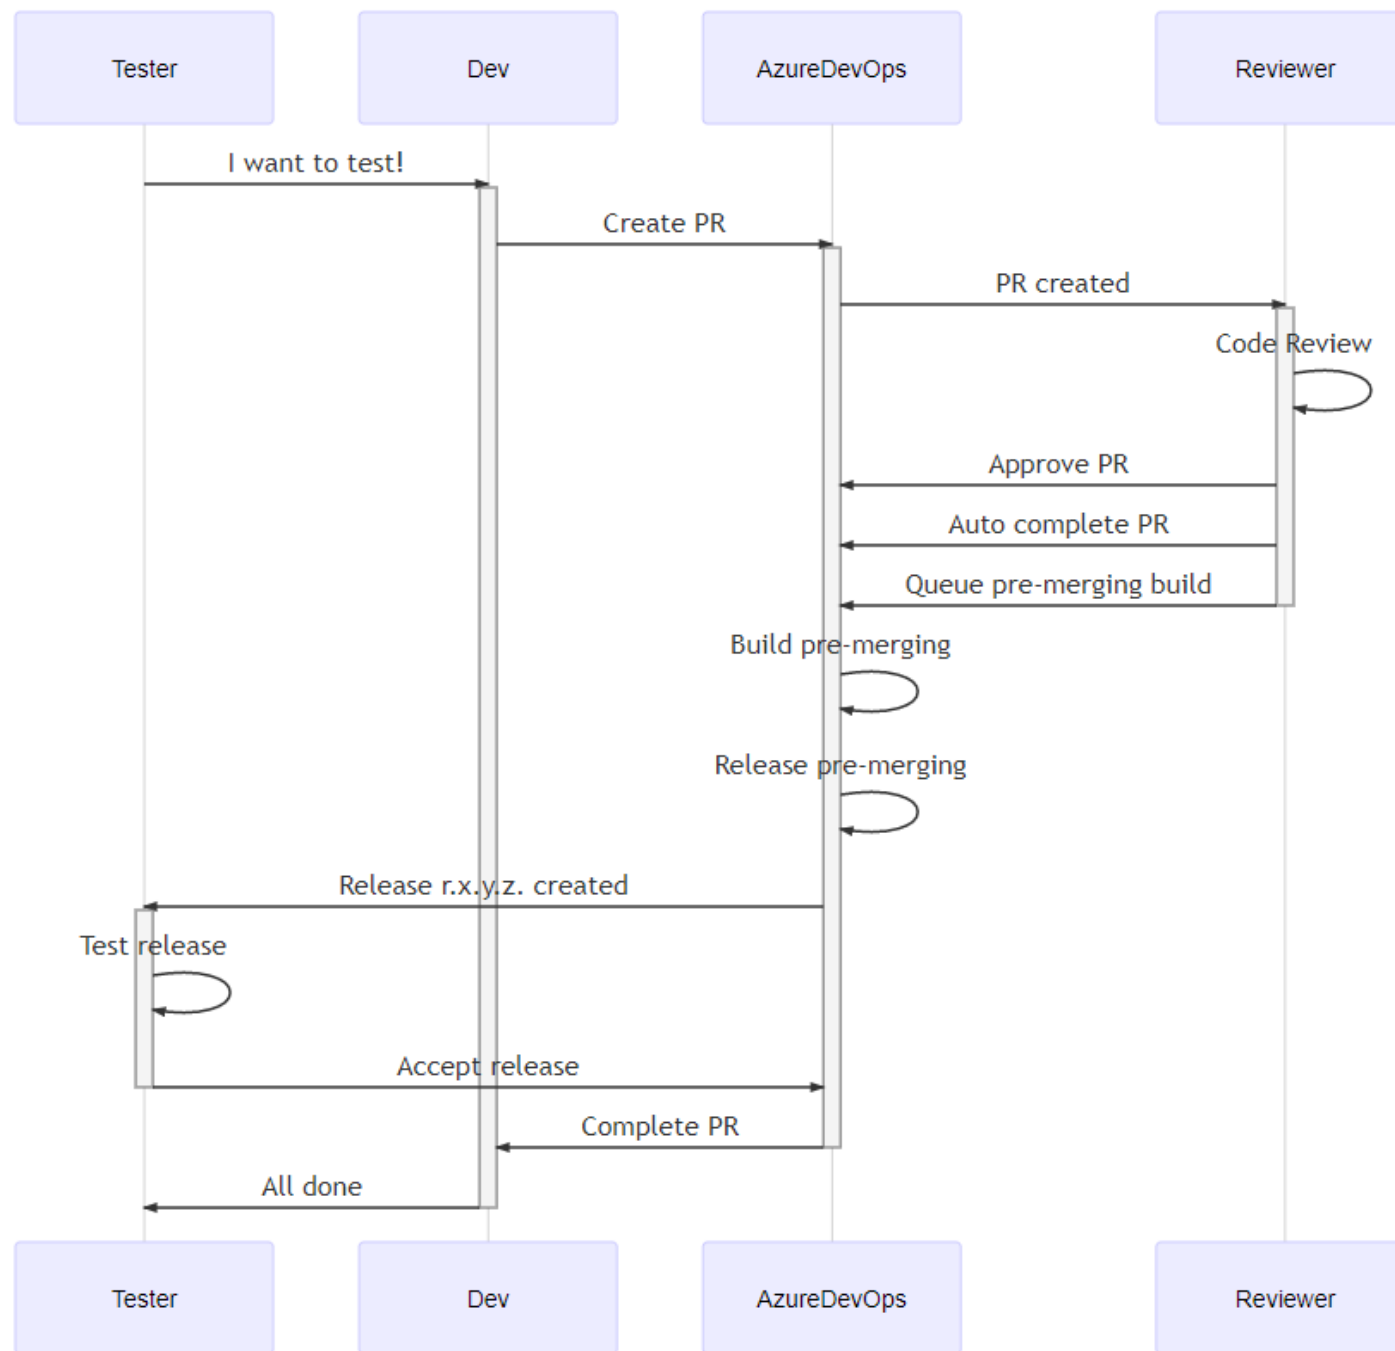 Tester
Dev
AzureDevOps
Reviewer
I want to test!
Create PR
PR created
Code Review
Approve PR
Auto complete PR
Queue pre-merging build
Build pre-merging
Release pre-merging
Release r.x.y.z. created
Test release
Accept release
Complete PR
All done
Tester
Dev
AzureDevOps
Reviewer